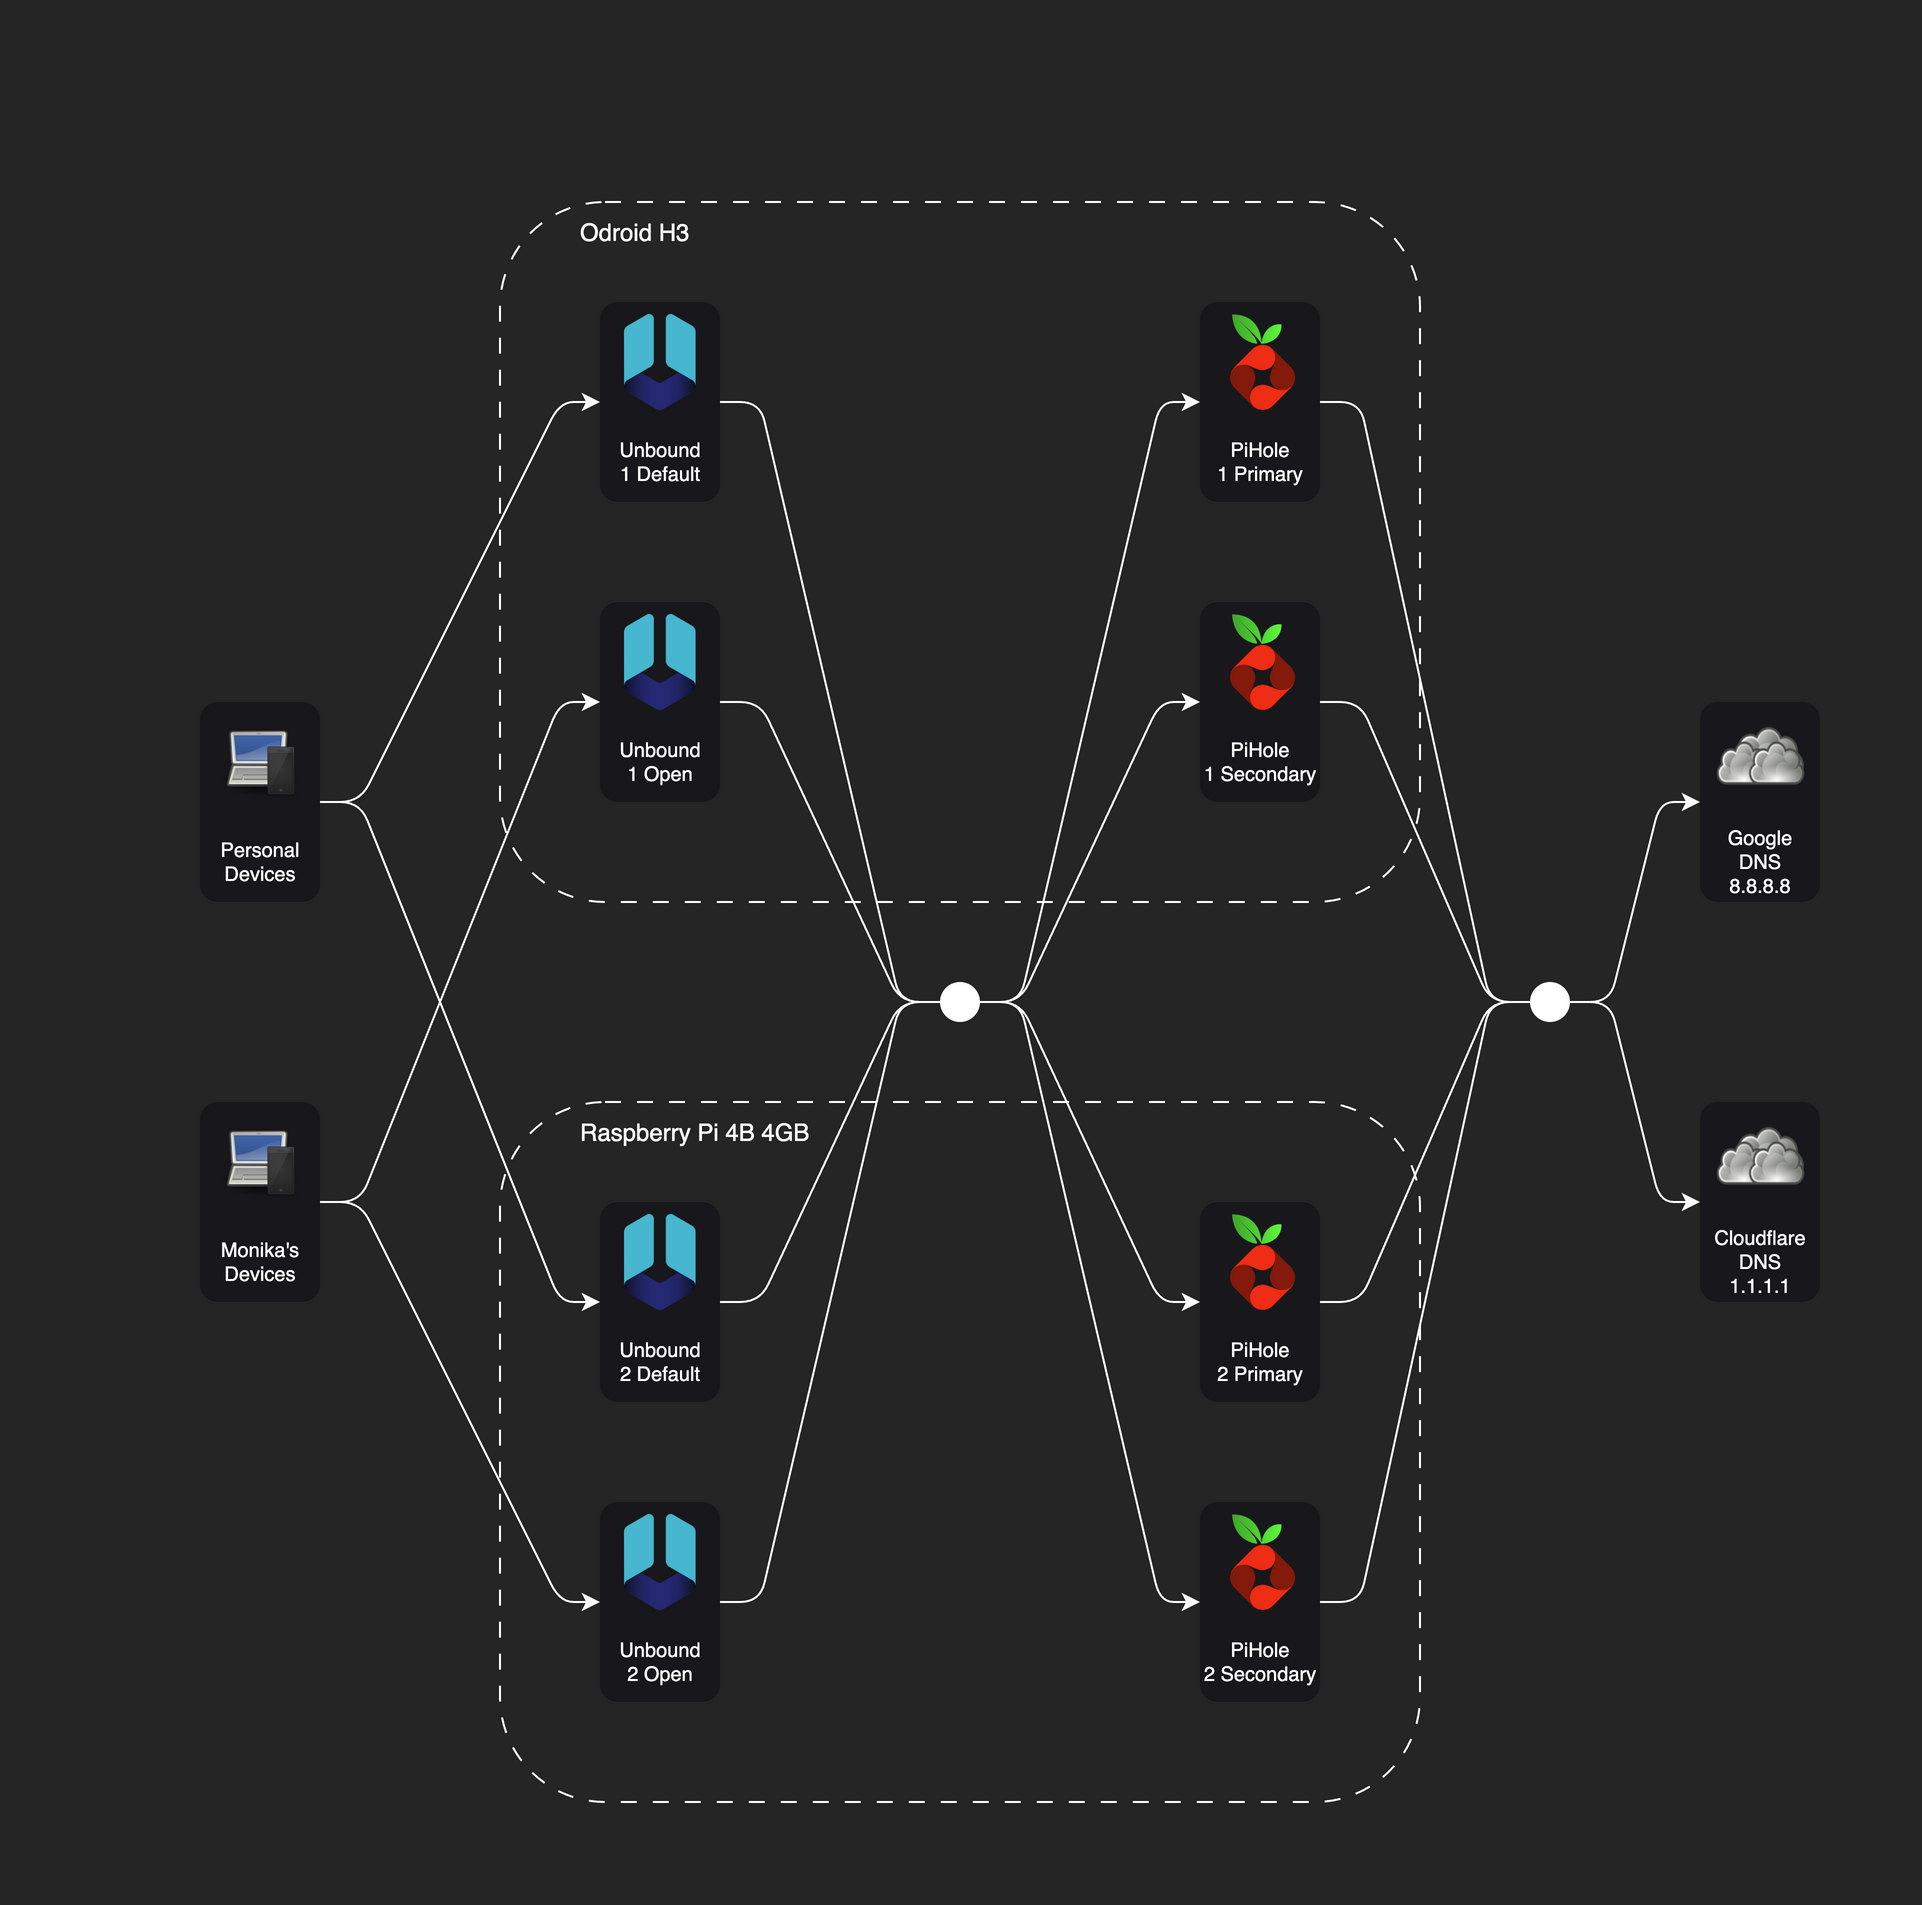 Odroid H3
Unbound
1 Default
PiHole
1 Primary
Unbound
1 Open
PiHole
1 Secondary
Personal
Devices
Google
DNS
8.8.8.8
Raspberry Pi 4B 4GB
Monika's
Devices
Cloudflare
DNS
1.1.1.1
Unbound
2 Default
PiHole
2 Primary
Unbound
2 Open
PiHole
2 Secondary